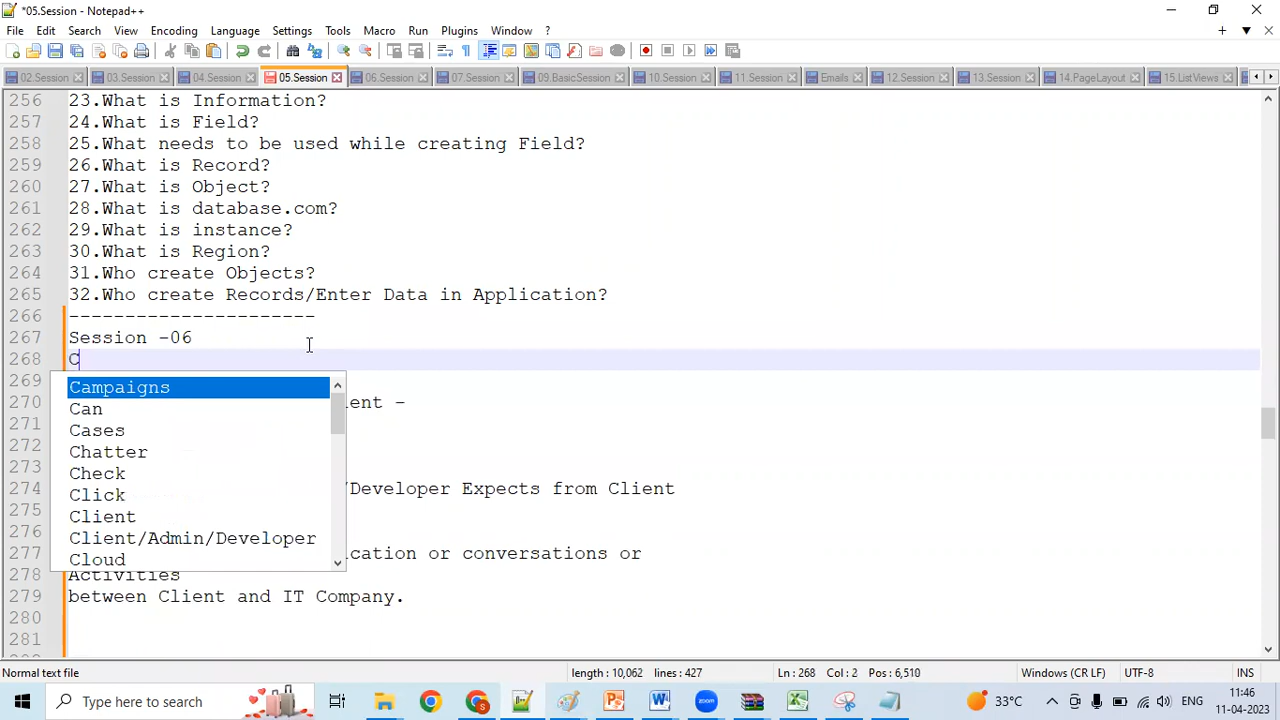 *05.Session - Notepad++
File Edit Search View Encoding Language Settings Tools Macro Run Plugins Window ?
02.Session 03.Session 04.Session 05.Session 06.Session 07.Session 09.BasicSession 10.Session 11.Session Emails 12.Session 13.Session 14.PageLayout 15.ListViews
256 23.What is Information?
257 24.What is Field?
258 25.What needs to be used while creating Field?
259 26.What is Record?
260 27.What is Object?
261 28.What is database.com?
262 29.What is instance?
263 30.What is Region?
264 31.Who create Objects?
265 32.Who create Records/Enter Data in Application?
266 ----------------------
267 Session -06
268 C
269
Campaigns
270 ent -
Can
271
Cases
272
Chatter
273
Check
274 /Developer Expects from Client
Click
275
Client
276
Client/Admin/Developer
277 ication or conversations or
Cloud
278 Activities
279 between Client and IT Company.
280
281
Normal text file length : 10,062 lines : 427 Ln : 268 Col : 2 Pos : 6,510 Windows (CR LF) UTF-8 INS
Type here to search 33°C ENG 11:46 11-04-2023